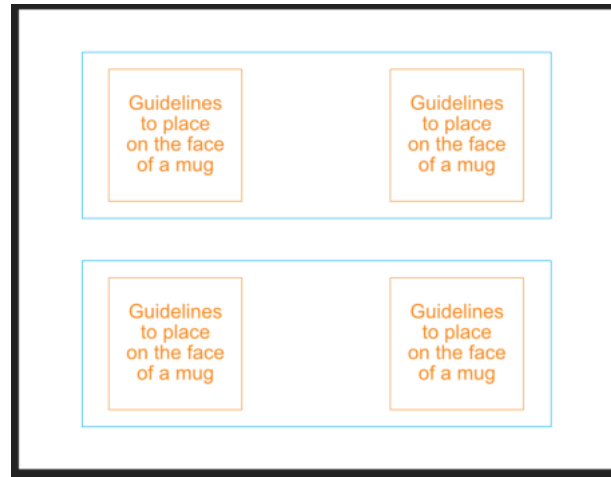 Guidelines
to place
on the face
of a mug
Guidelines
to place
on the face
of a mug
Guidelines
to place
on the face
of a mug
Guidelines
to place
on the face
of a mug